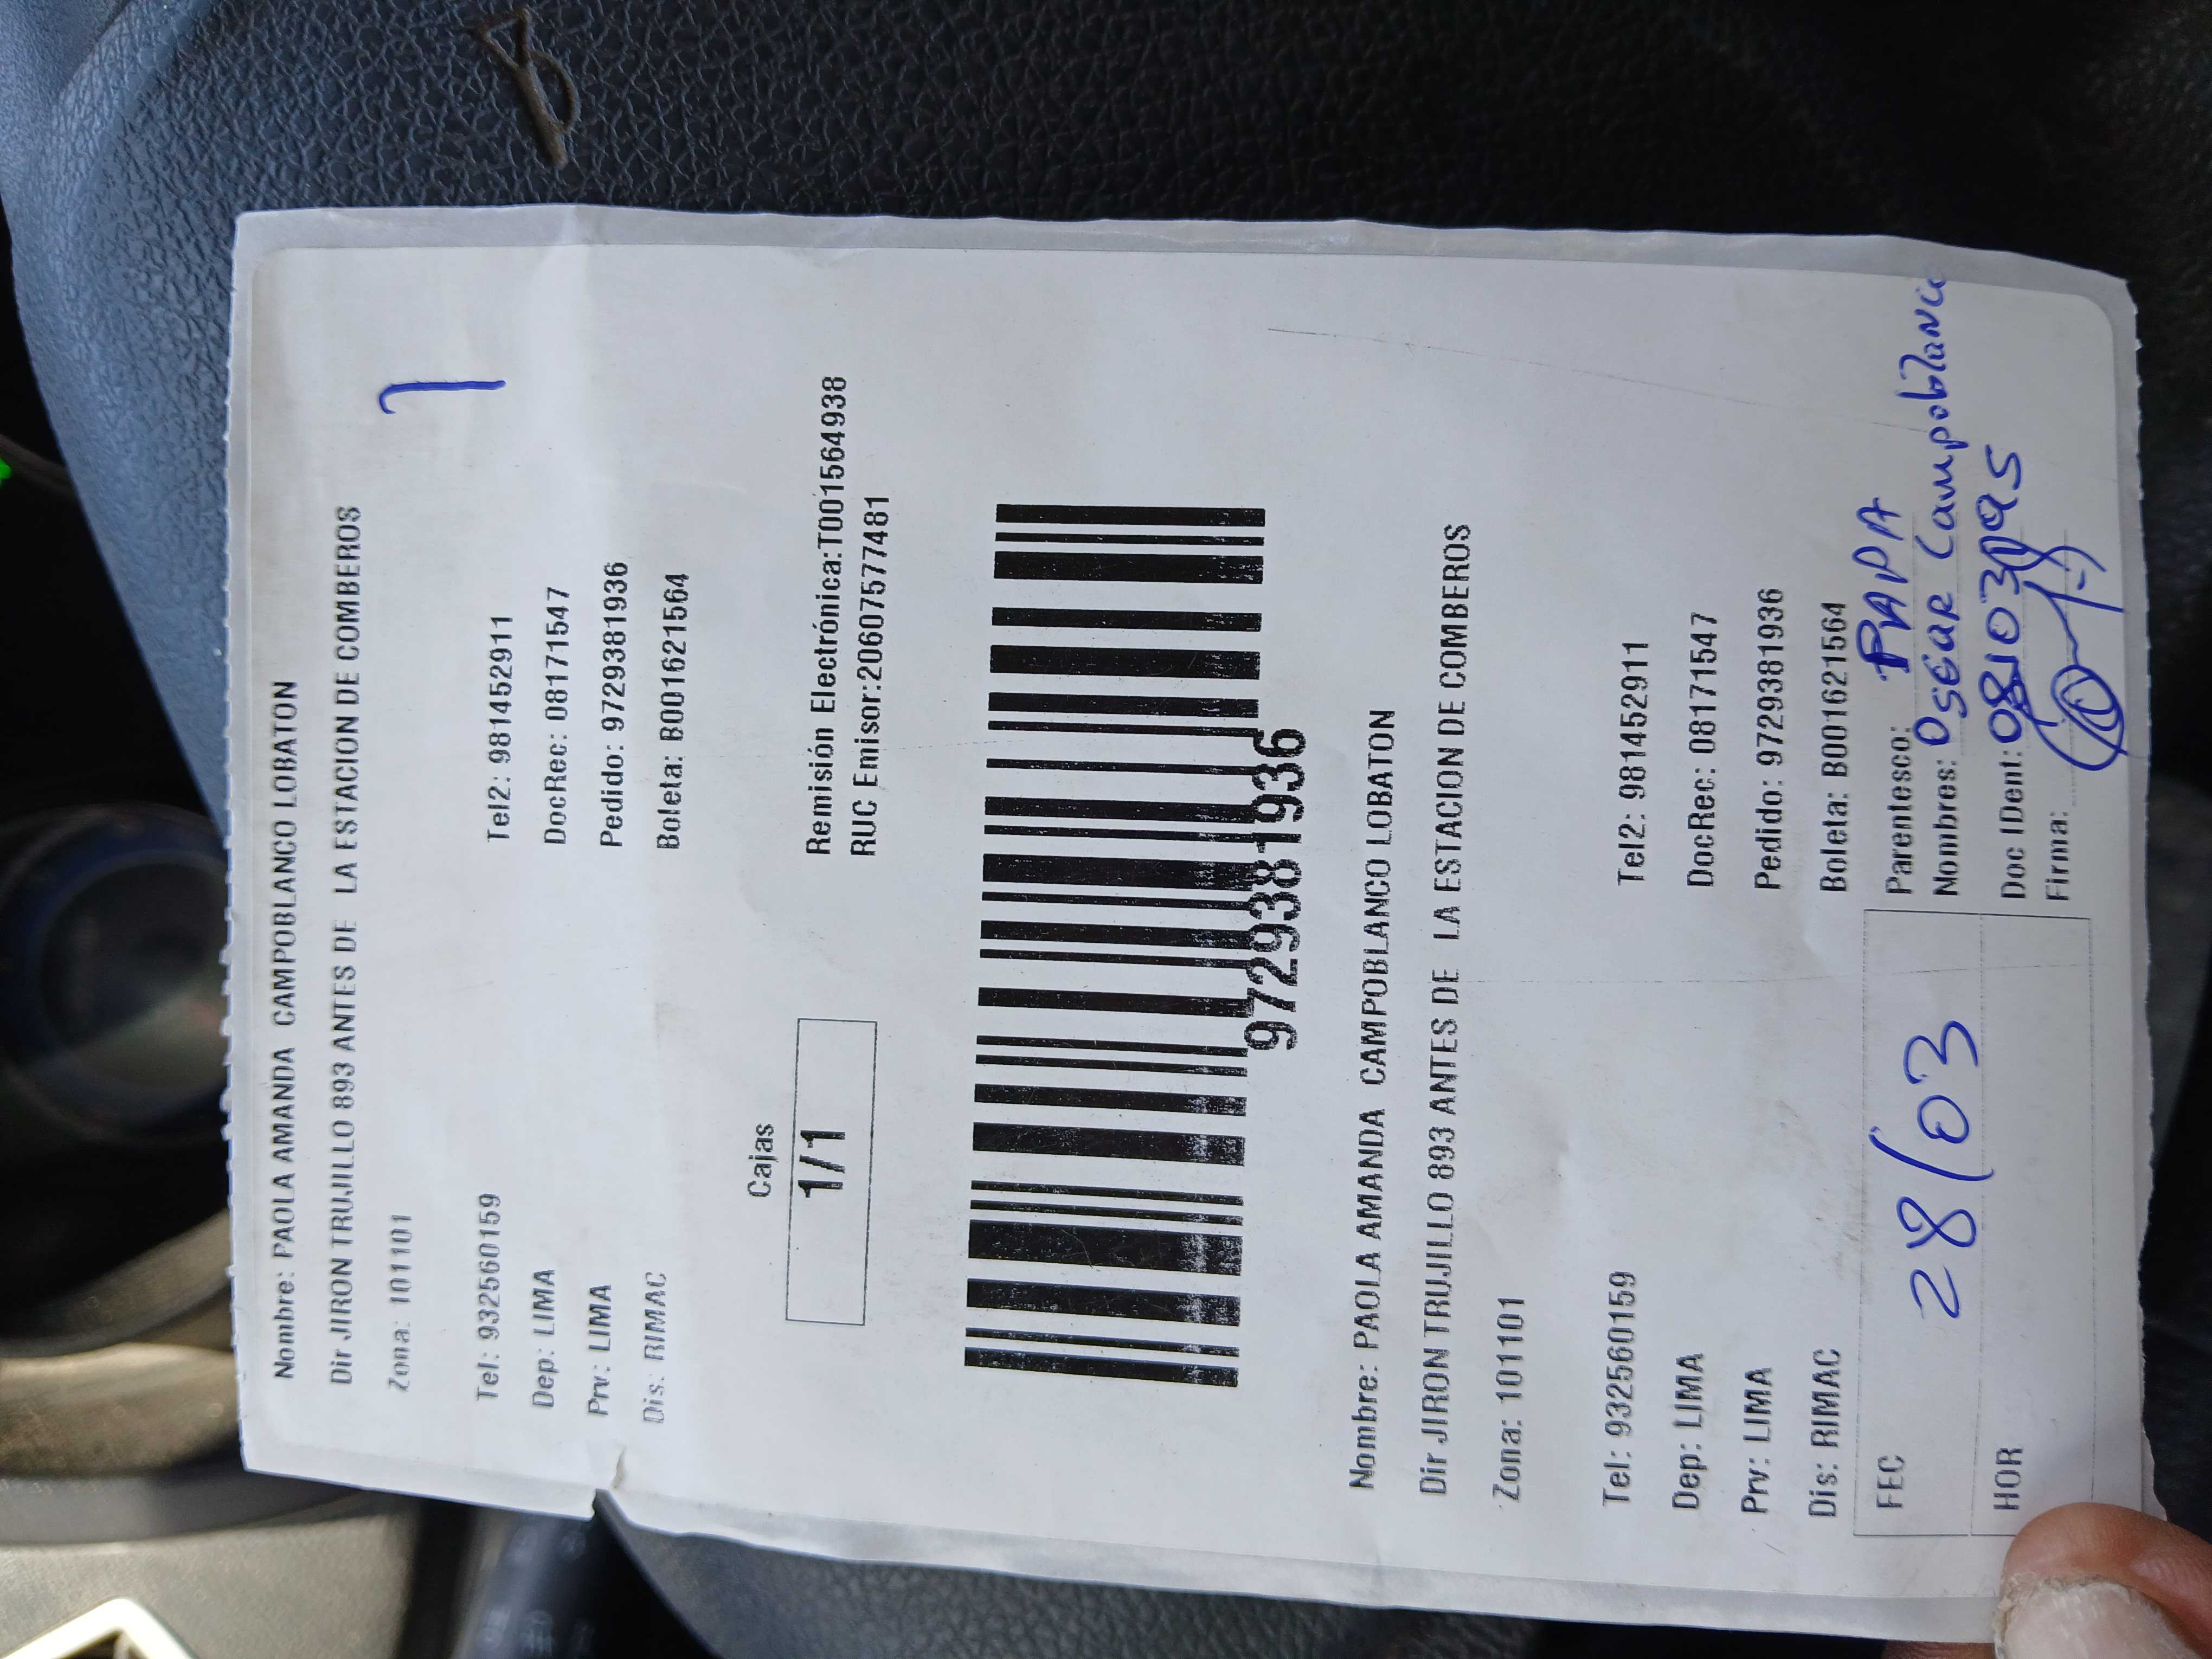 Nombre: PAOLA AMANDA CAMPOBLANCO LOBATON
Dir JIRON TRUJILLO 893 ANTES DE LA ESTACION DE COMBEROS
Zona: 101101
1
Tel: 932560159 Tel2: 981452911
Dep: LIMA DocRec: 08171547
Prv: LIMA Pedido: 9729381936
Dis: RIMAC Boleta: B001621564
Cajas
1/1
Remisión Electrónica:T001564938
RUC Emisor:20607577481
9729381936
Nombre: PAOLA AMANDA CAMPOBLANCO LOBATON
Dir JIRON TRUJILLO 893 ANTES DE LA ESTACION DE COMBEROS
Zona: 101101
Tel: 932560159 Tel2: 981452911
Dep: LIMA DocRec: 08171547
Prv: LIMA Pedido: 9729381936
Dis: RIMAC Boleta: B001621564
FEC 28/03
HOR
Parentesco: PAPA
Nombres: Oscar Campoblanco
Doc IDent:
Firma: